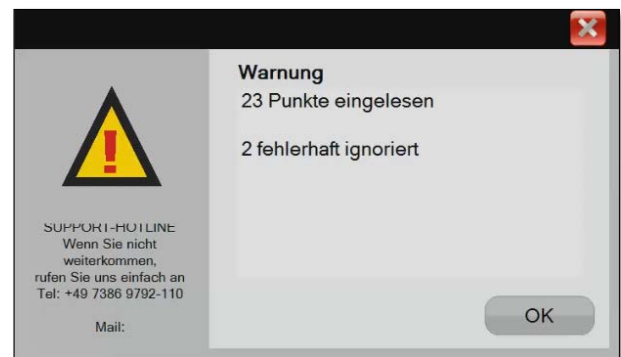 Warnung
23 Punkte eingelesen
2 fehlerhaft ignoriert
SUPPORT-HOTLINE
Wenn Sie nicht
weiterkommen,
rufen Sie uns einfach an
Tel: +49 7386 9792-110
Mail:
OK